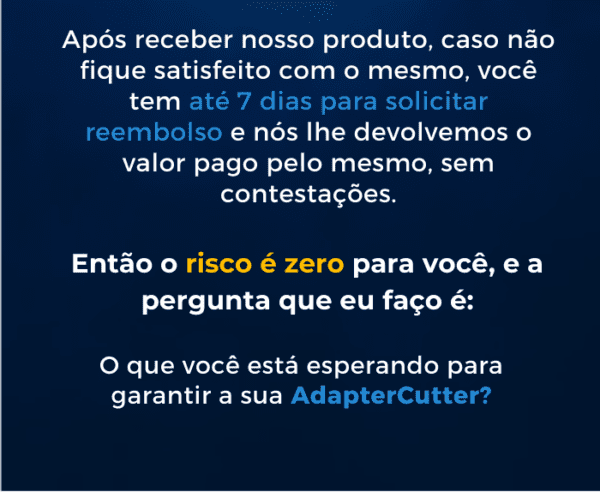 Após receber nosso produto, caso não
fique satisfeito com o mesmo, você
tem até 7 dias para solicitar
reembolso e nós lhe devolvemos o
valor pago pelo mesmo, sem
contestações.
Então o risco é zero para você, e a
pergunta que eu faço é:
O que você está esperando para
garantir a sua AdapterCutter?